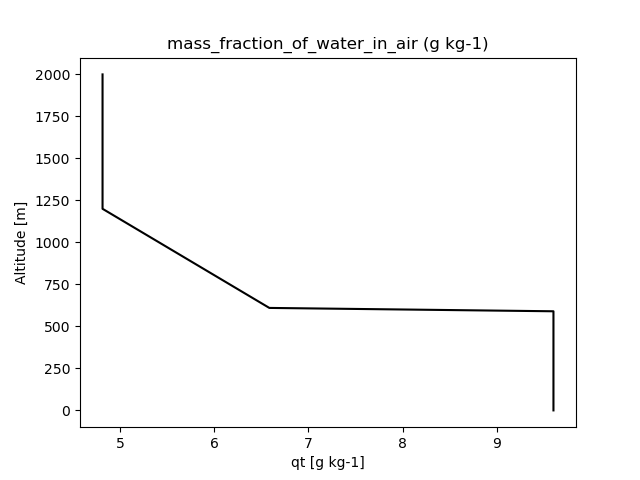 mass_fraction_of_water_in_air (g kg-1)
2000
1750
1500
1250
1000
750
500
250
0
Altitude [m]
5 6 7 8 9
qt [g kg-1]